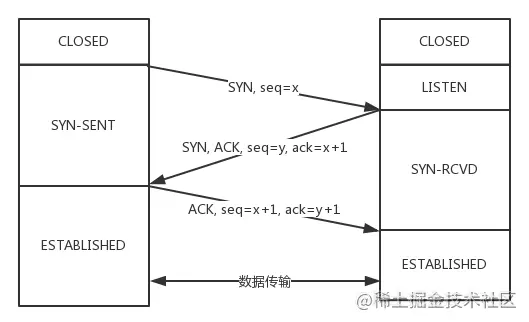 CLOSED
CLOSED
SYN, seq=x
LISTEN
SYN-SENT
SYN, ACK, seq=y, ack=x+1
SYN-RCVD
ACK, seq=x+1, ack=y+1
ESTABLISHED
ESTABLISHED
数据传输
@稀土掘金技术社区